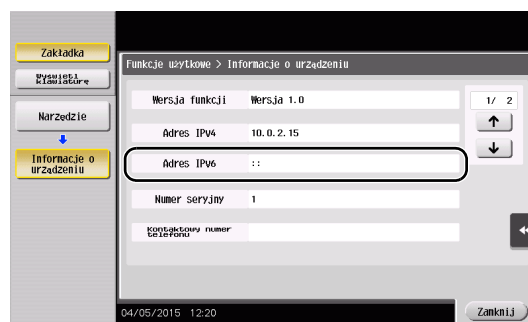 Zakładka
Wyświetl
klawiaturę
Narzędzie
Informacje o
urządzeniu
Funkcje użytkowe > Informacje o urządzeniu
Wersja funkcji Wersja 1.0
Adres IPv4 10.0.2.15
Adres IPv6 ::
Numer seryjny 1
Kontaktowy numer
telefonu
1/ 2
04/05/2015 12:20
Zamknij